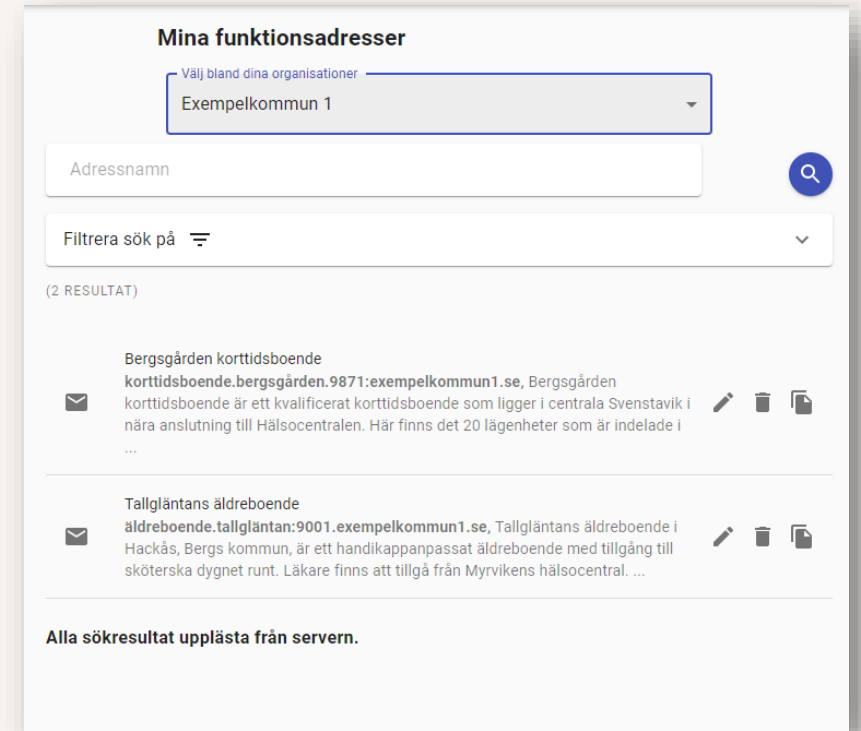 Mina funktionsadresser
Välj bland dina organisationer
Exempelkommun 1
Adressnamn
Filtrera sök på
(2 RESULTAT)
Bergsgården korttidsboende
korttidsboende.bergsgården.9871:exempelkommun1.se, Bergsgården
korttidsboende är ett kvalificerat korttidsboende som ligger i centrala Svenstavik i
nära anslutning till Hälsocentralen. Här finns det 20 lägenheter som är indelade i
...
Tallgläntans äldreboende
äldreboende.tallgläntan:9001.exempelkommun1.se, Tallgläntans äldreboende i
Hackås, Bergs kommun, är ett handikappanpassat äldreboende med tillgång till
sköterska dygnet runt. Läkare finns att tillgå från Myrvikens hälsocentral. ...
Alla sökresultat upplästa från servern.